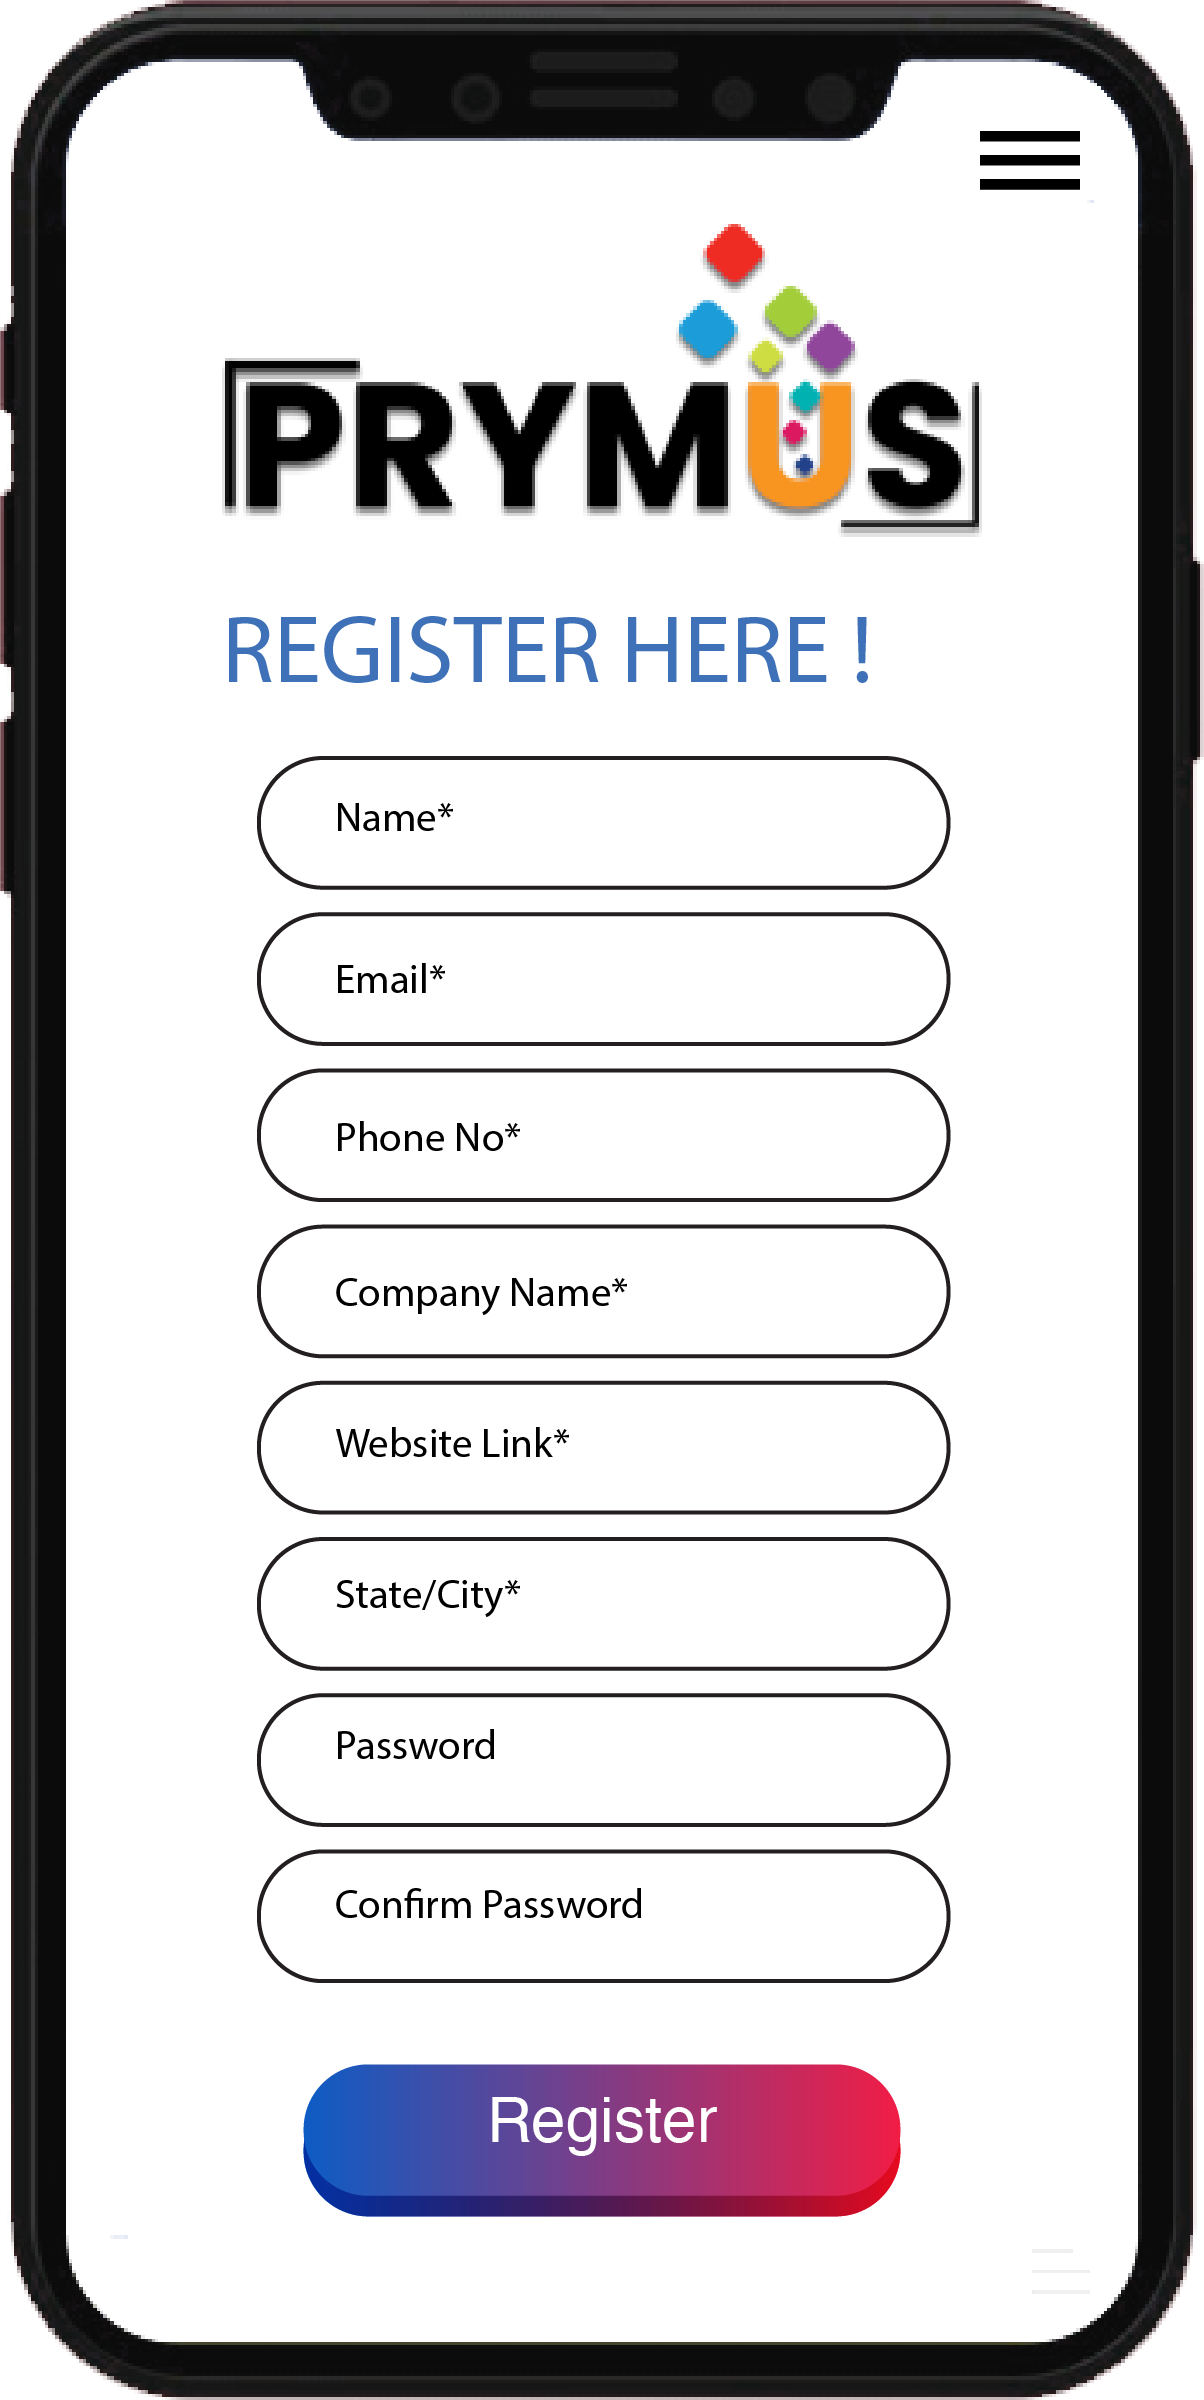 PRYMUS
REGISTER HERE !
Name*
Email*
Phone No*
Company Name*
Website Link*
State/City*
Password
Confirm Password
Register